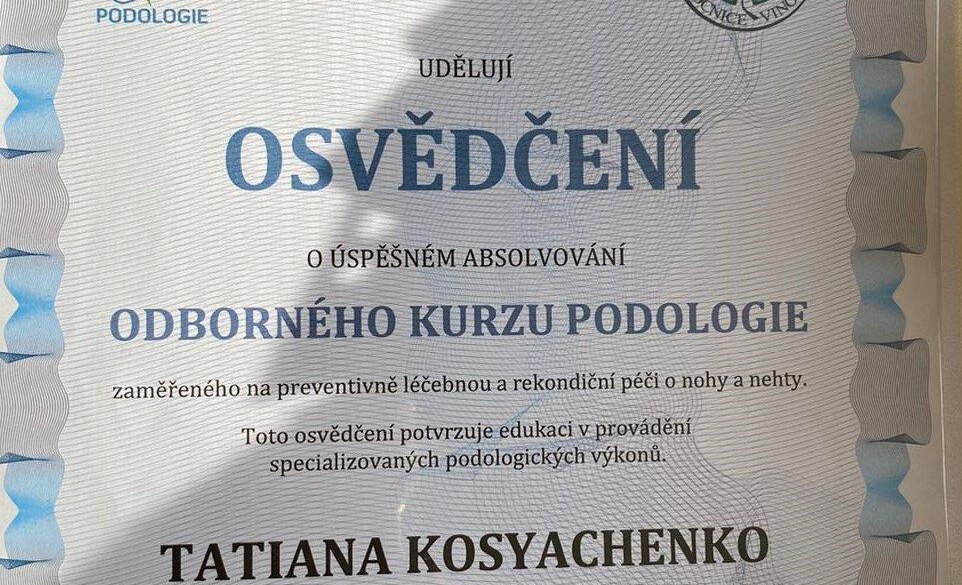 PODOLOGIE
UDĚLUJÍ
OSVĚDČENÍ
O ÚSPĚŠNÉM ABSOLVOVÁNÍ
ODBORNÉHO KURZU PODOLOGIE
zaměřeného na preventivně léčebnou a rekondiční péči o nohy a nehty.
Toto osvědčení potvrzuje edukaci v provádění
specializovaných podologických výkonů.
TATIANA KOSYACHENKO